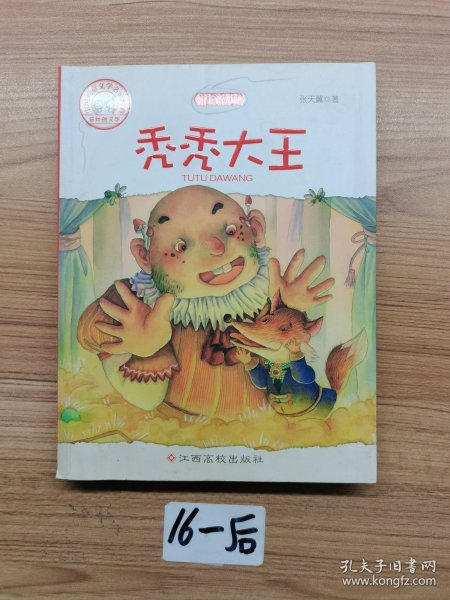 张天翼◎著
秃秃大王
TUTU DAWANG
江西高校出版社
16-后
孔夫子旧书网
www.kongfz.com